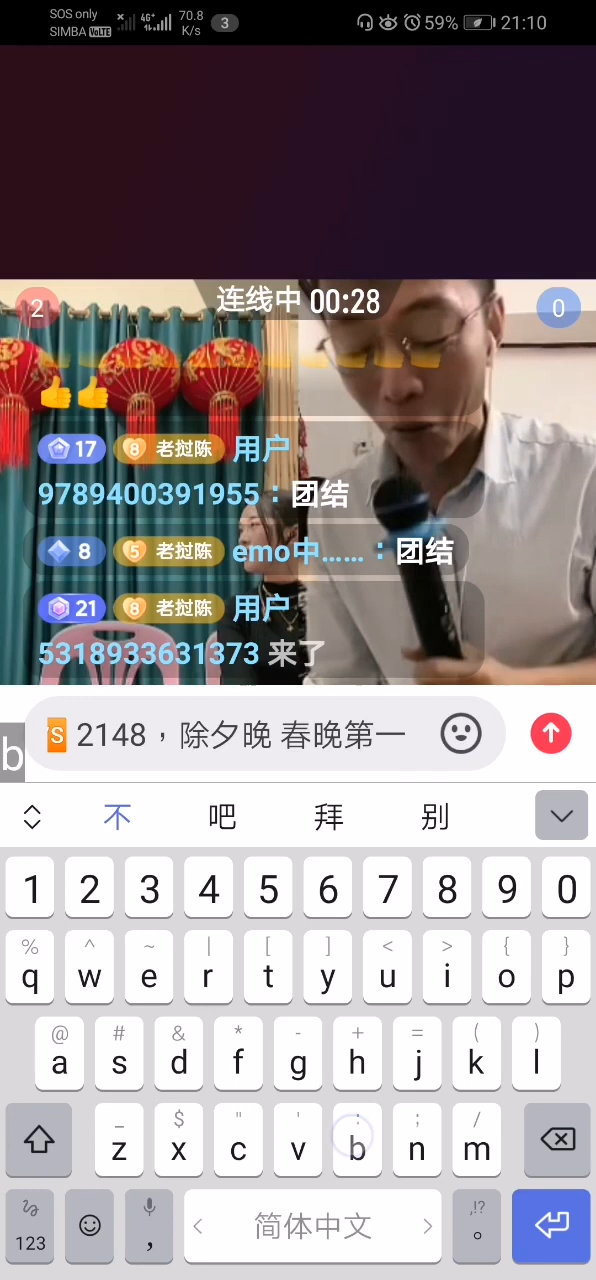 SOS only
SIMBA VoLTE
4G+
70.8
K/s
3
59%
21:10
2
连线中 00:28
0
17 8 老挝陈 用户
9789400391955：团结
8 5 老挝陈 emo中……：团结
21 8 老挝陈 用户
5318933631373 来了
b
S 2148，除夕晚 春晚第一
不 吧 拜 别
1 2 3 4 5 6 7 8 9 0
% ^ ~ | [ ] < > { }
q w e r t y u i o p
@ # & * - + = ( )
a s d f g h j k l
_ $ " ' : ; /
z x c v b n m
123 , 简体中文 ,!? 。